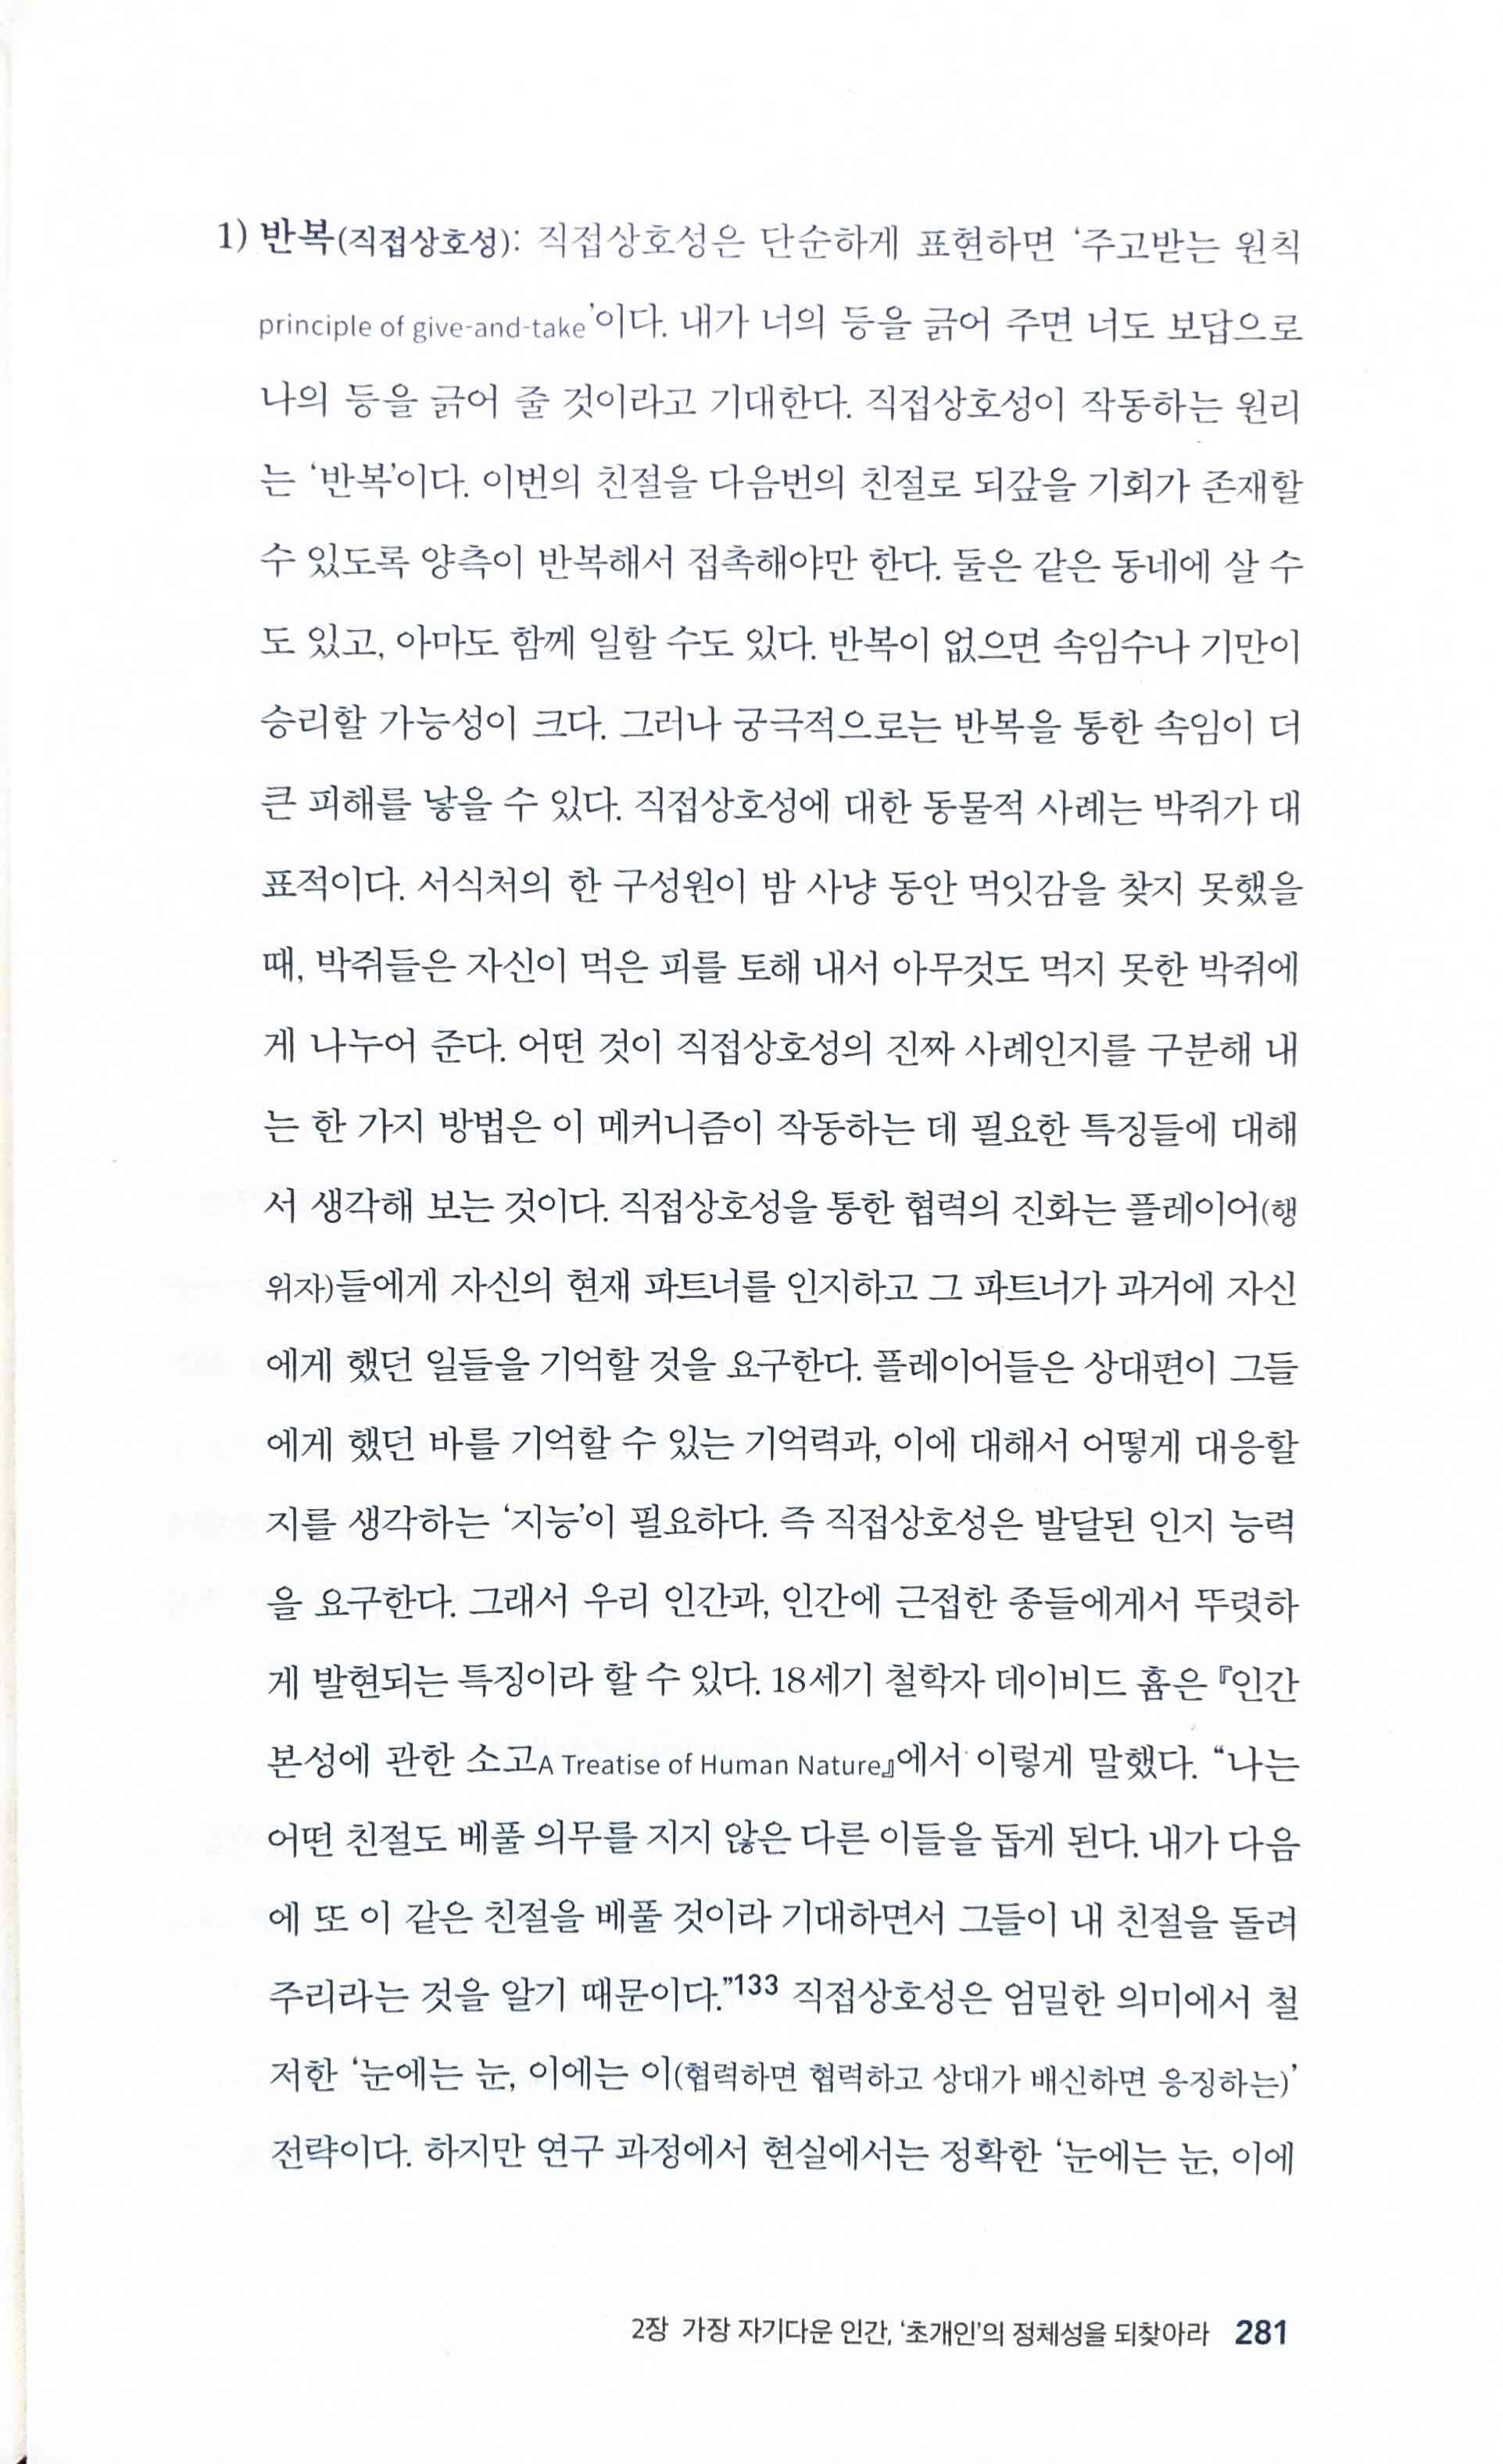 1) 반복(직접상호성): 직접상호성은 단순하게 표현하면 ‘주고받는 원칙
principle of give-and-take’이다. 내가 너의 등을 긁어 주면 너도 보답으로
나의 등을 긁어 줄 것이라고 기대한다. 직접상호성이 작동하는 원리
는 ‘반복’이다. 이번의 친절을 다음번의 친절로 되갚을 기회가 존재할
수 있도록 양측이 반복해서 접촉해야만 한다. 둘은 같은 동네에 살 수
도 있고, 아마도 함께 일할 수도 있다. 반복이 없으면 속임수나 기만이
승리할 가능성이 크다. 그러나 궁극적으로는 반복을 통한 속임이 더
큰 피해를 낳을 수 있다. 직접상호성에 대한 동물적 사례는 박쥐가 대
표적이다. 서식처의 한 구성원이 밤 사냥 동안 먹잇감을 찾지 못했을
때, 박쥐들은 자신이 먹은 피를 토해 내서 아무것도 먹지 못한 박쥐에
게 나누어 준다. 어떤 것이 직접상호성의 진짜 사례인지를 구분해 내
는 한 가지 방법은 이 메커니즘이 작동하는 데 필요한 특징들에 대해
서 생각해 보는 것이다. 직접상호성을 통한 협력의 진화는 플레이어(행
위자)들에게 자신의 현재 파트너를 인지하고 그 파트너가 과거에 자신
에게 했던 일들을 기억할 것을 요구한다. 플레이어들은 상대편이 그들
에게 했던 바를 기억할 수 있는 기억력과, 이에 대해서 어떻게 대응할
지를 생각하는 ‘지능’이 필요하다. 즉 직접상호성은 발달된 인지 능력
을 요구한다. 그래서 우리 인간과, 인간에 근접한 종들에게서 뚜렷하
게 발현되는 특징이라 할 수 있다. 18세기 철학자 데이비드 흄은 『인간
본성에 관한 소고A Treatise of Human Nature』에서 이렇게 말했다. “나는
어떤 친절도 베풀 의무를 지지 않은 다른 이들을 돕게 된다. 내가 다음
에 또 이 같은 친절을 베풀 것이라 기대하면서 그들이 내 친절을 돌려
주리라는 것을 알기 때문이다.”133 직접상호성은 엄밀한 의미에서 철
저한 ‘눈에는 눈, 이에는 이(협력하면 협력하고 상대가 배신하면 응징하는)’
전략이다. 하지만 연구 과정에서 현실에서는 정확한 ‘눈에는 눈, 이에
2장 가장 자기다운 인간, ‘초개인’의 정체성을 되찾아라 281